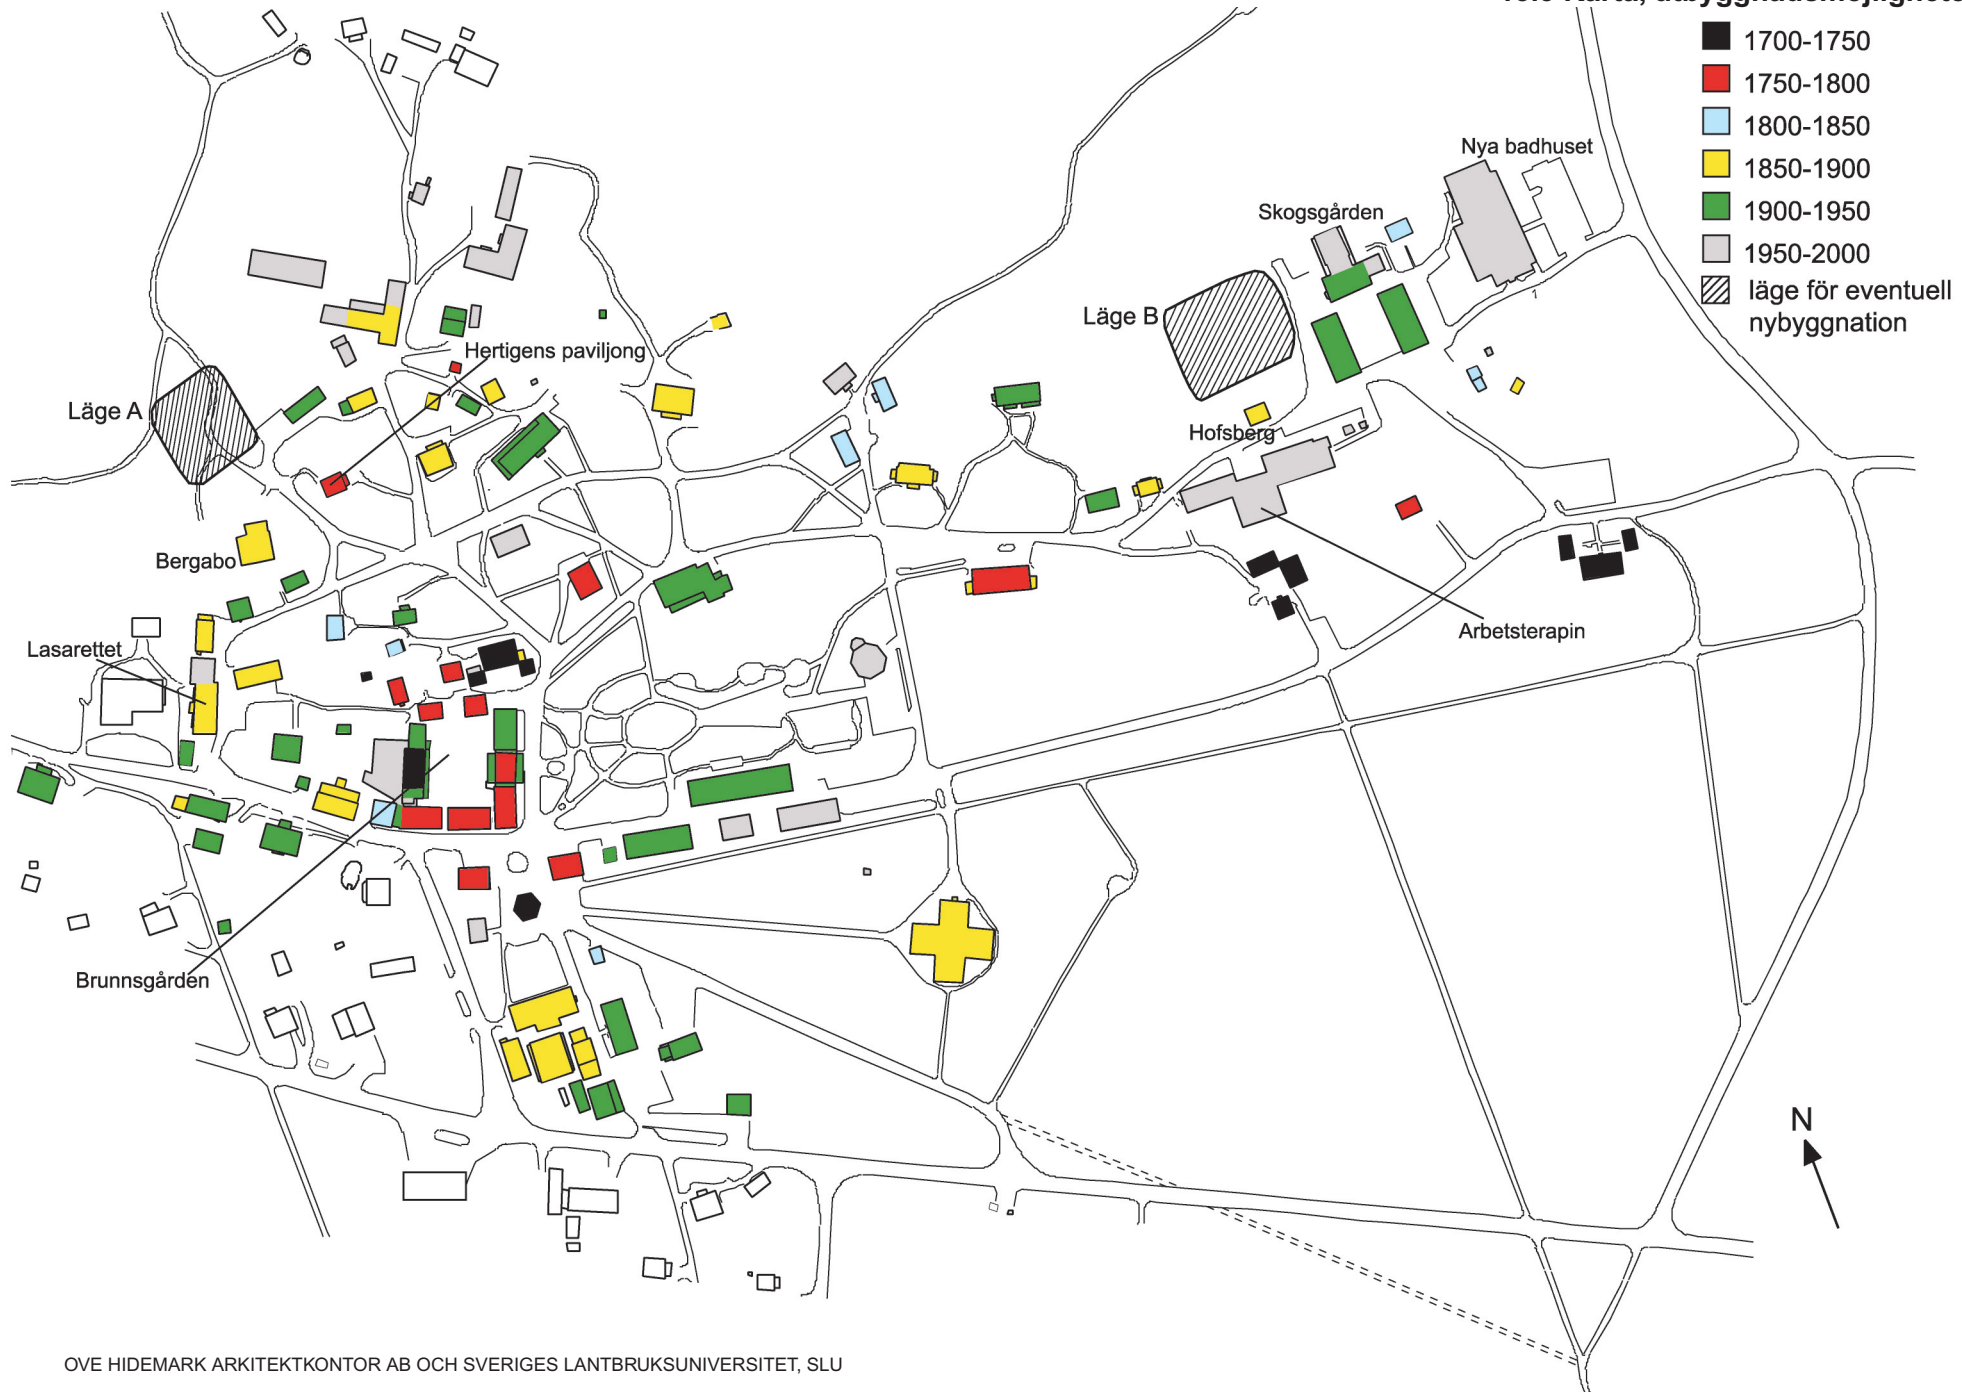 1700-1750
1750-1800
1800-1850
1850-1900
1900-1950
1950-2000
läge för eventuell
nybyggnation
Nya badhuset
Skogsgården
Läge B
Hertigens paviljong
Läge A
Hofsberg
Bergabo
Arbetsterapin
Lasarettet
Brunnsgården
N
OVE HIDEMARK ARKITEKTKONTOR AB OCH SVERIGES LANTBRUKSUNIVERSITET, SLU